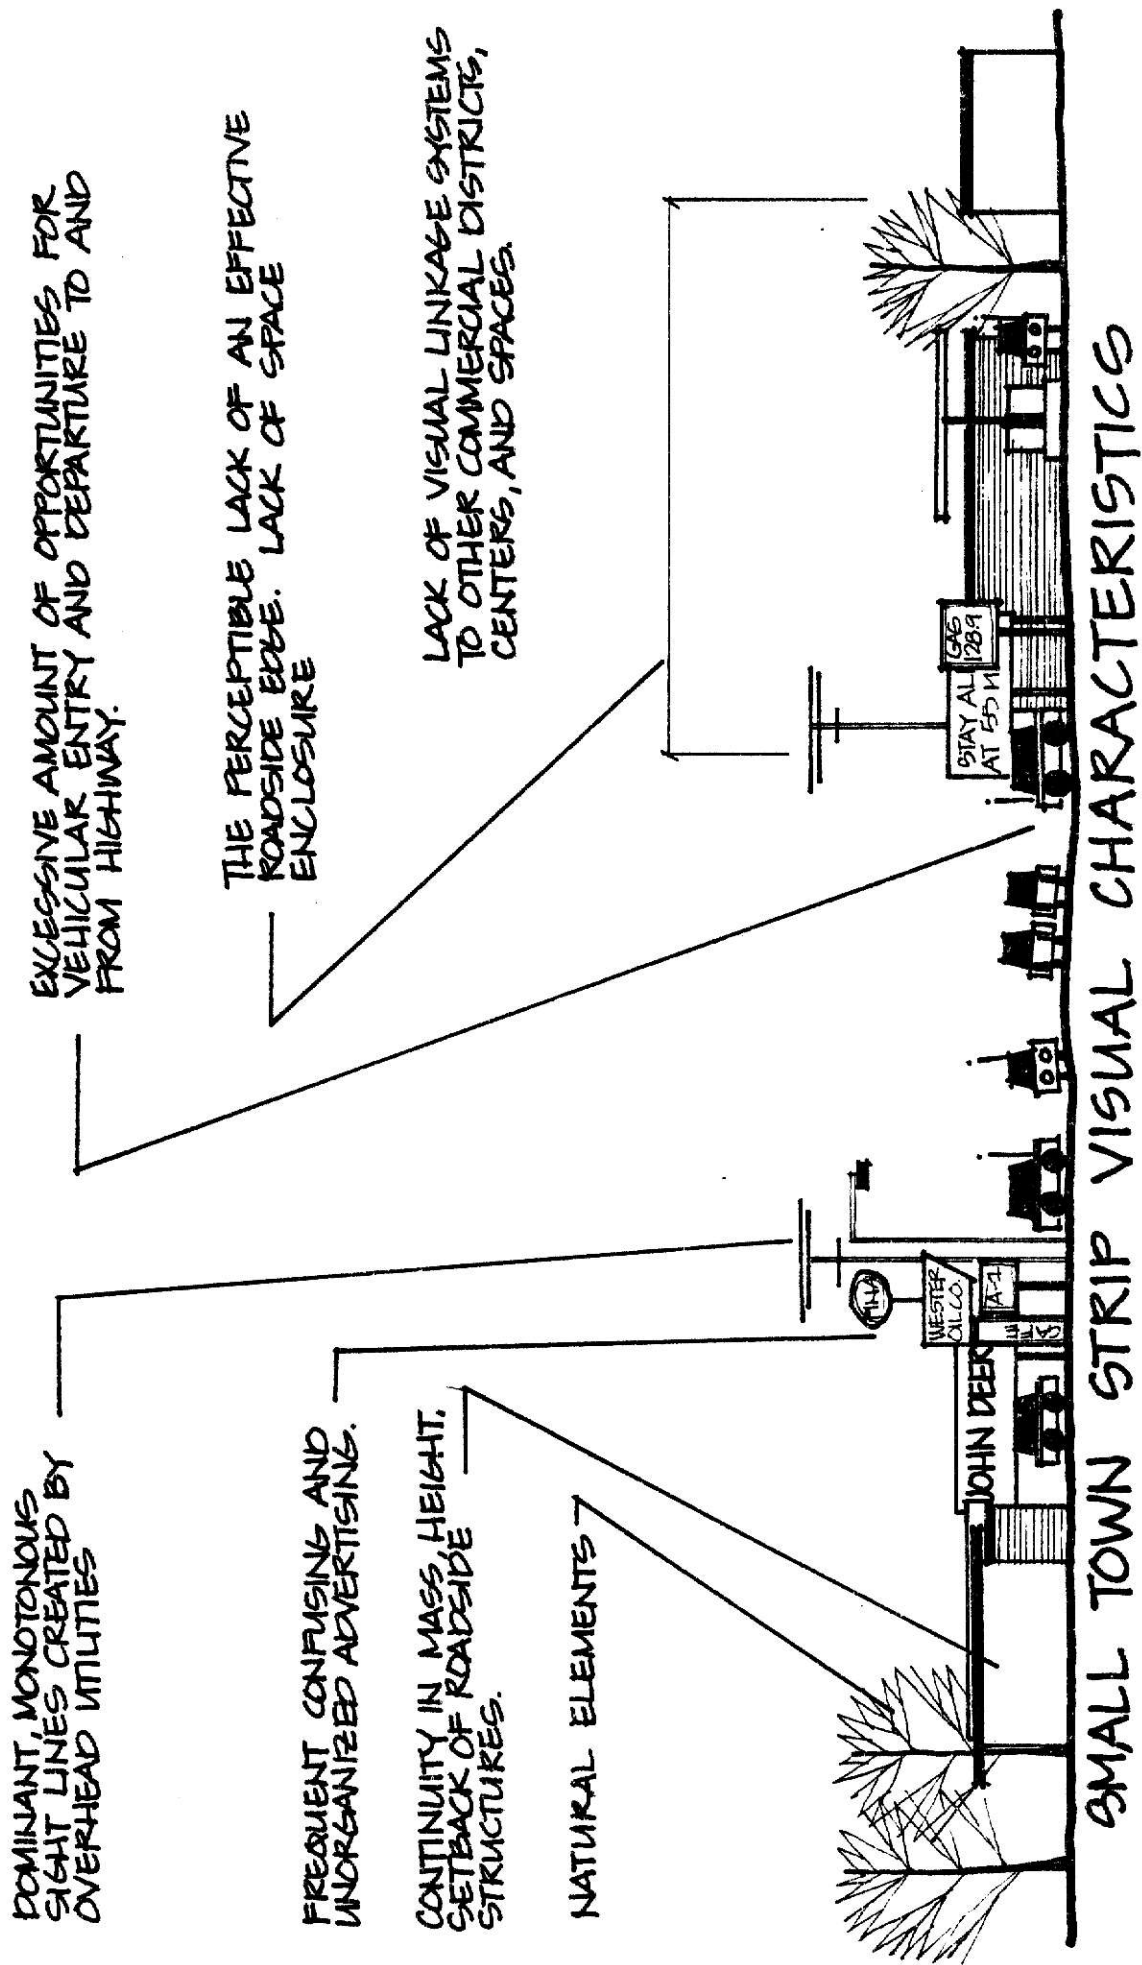 DOMINANT, MONOTONOUS
SIGHT LINES CREATED BY
OVERHEAD UTILITIES
EXCESSIVE AMOUNT OF OPPORTUNITIES FOR
VEHICULAR ENTRY AND DEPARTURE TO AND
FROM HIGHWAY.
THE PERCEPTIBLE LACK OF AN EFFECTIVE
ROADSIDE EDGE. LACK OF SPACE
ENCLOSURE
FREQUENT CONFUSING AND
UNORGANIZED ADVERTISING.
LACK OF VISUAL LINKAGE SYSTEMS
TO OTHER COMMERCIAL DISTRICTS,
CENTERS, AND SPACES.
CONTINUITY IN MASS, HEIGHT,
SETBACK OF ROADSIDE
STRUCTURES.
NATURAL ELEMENTS
FINA
WESTER
OIL CO.
A-1
JOHN DEER
GAS
128.9
STAY AL
AT 55 M
SMALL TOWN STRIP VISUAL CHARACTERISTICS